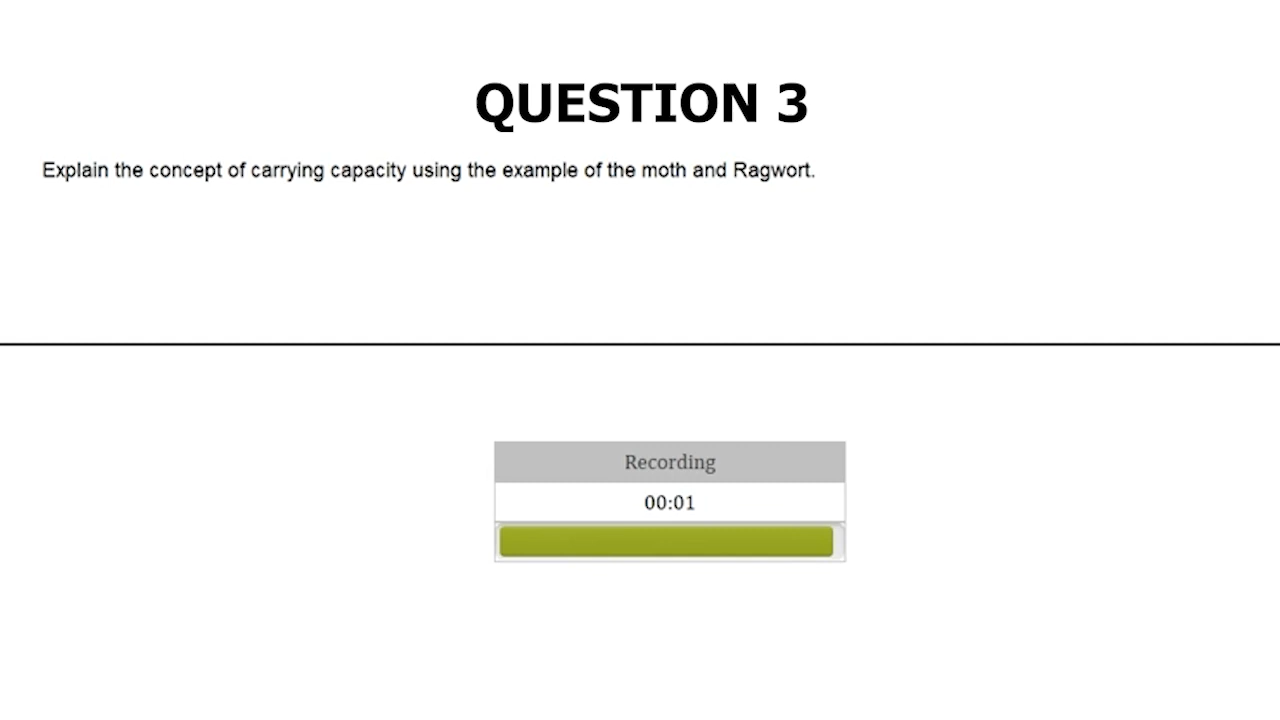 QUESTION 3
Explain the concept of carrying capacity using the example of the moth and Ragwort.
Recording
00:01